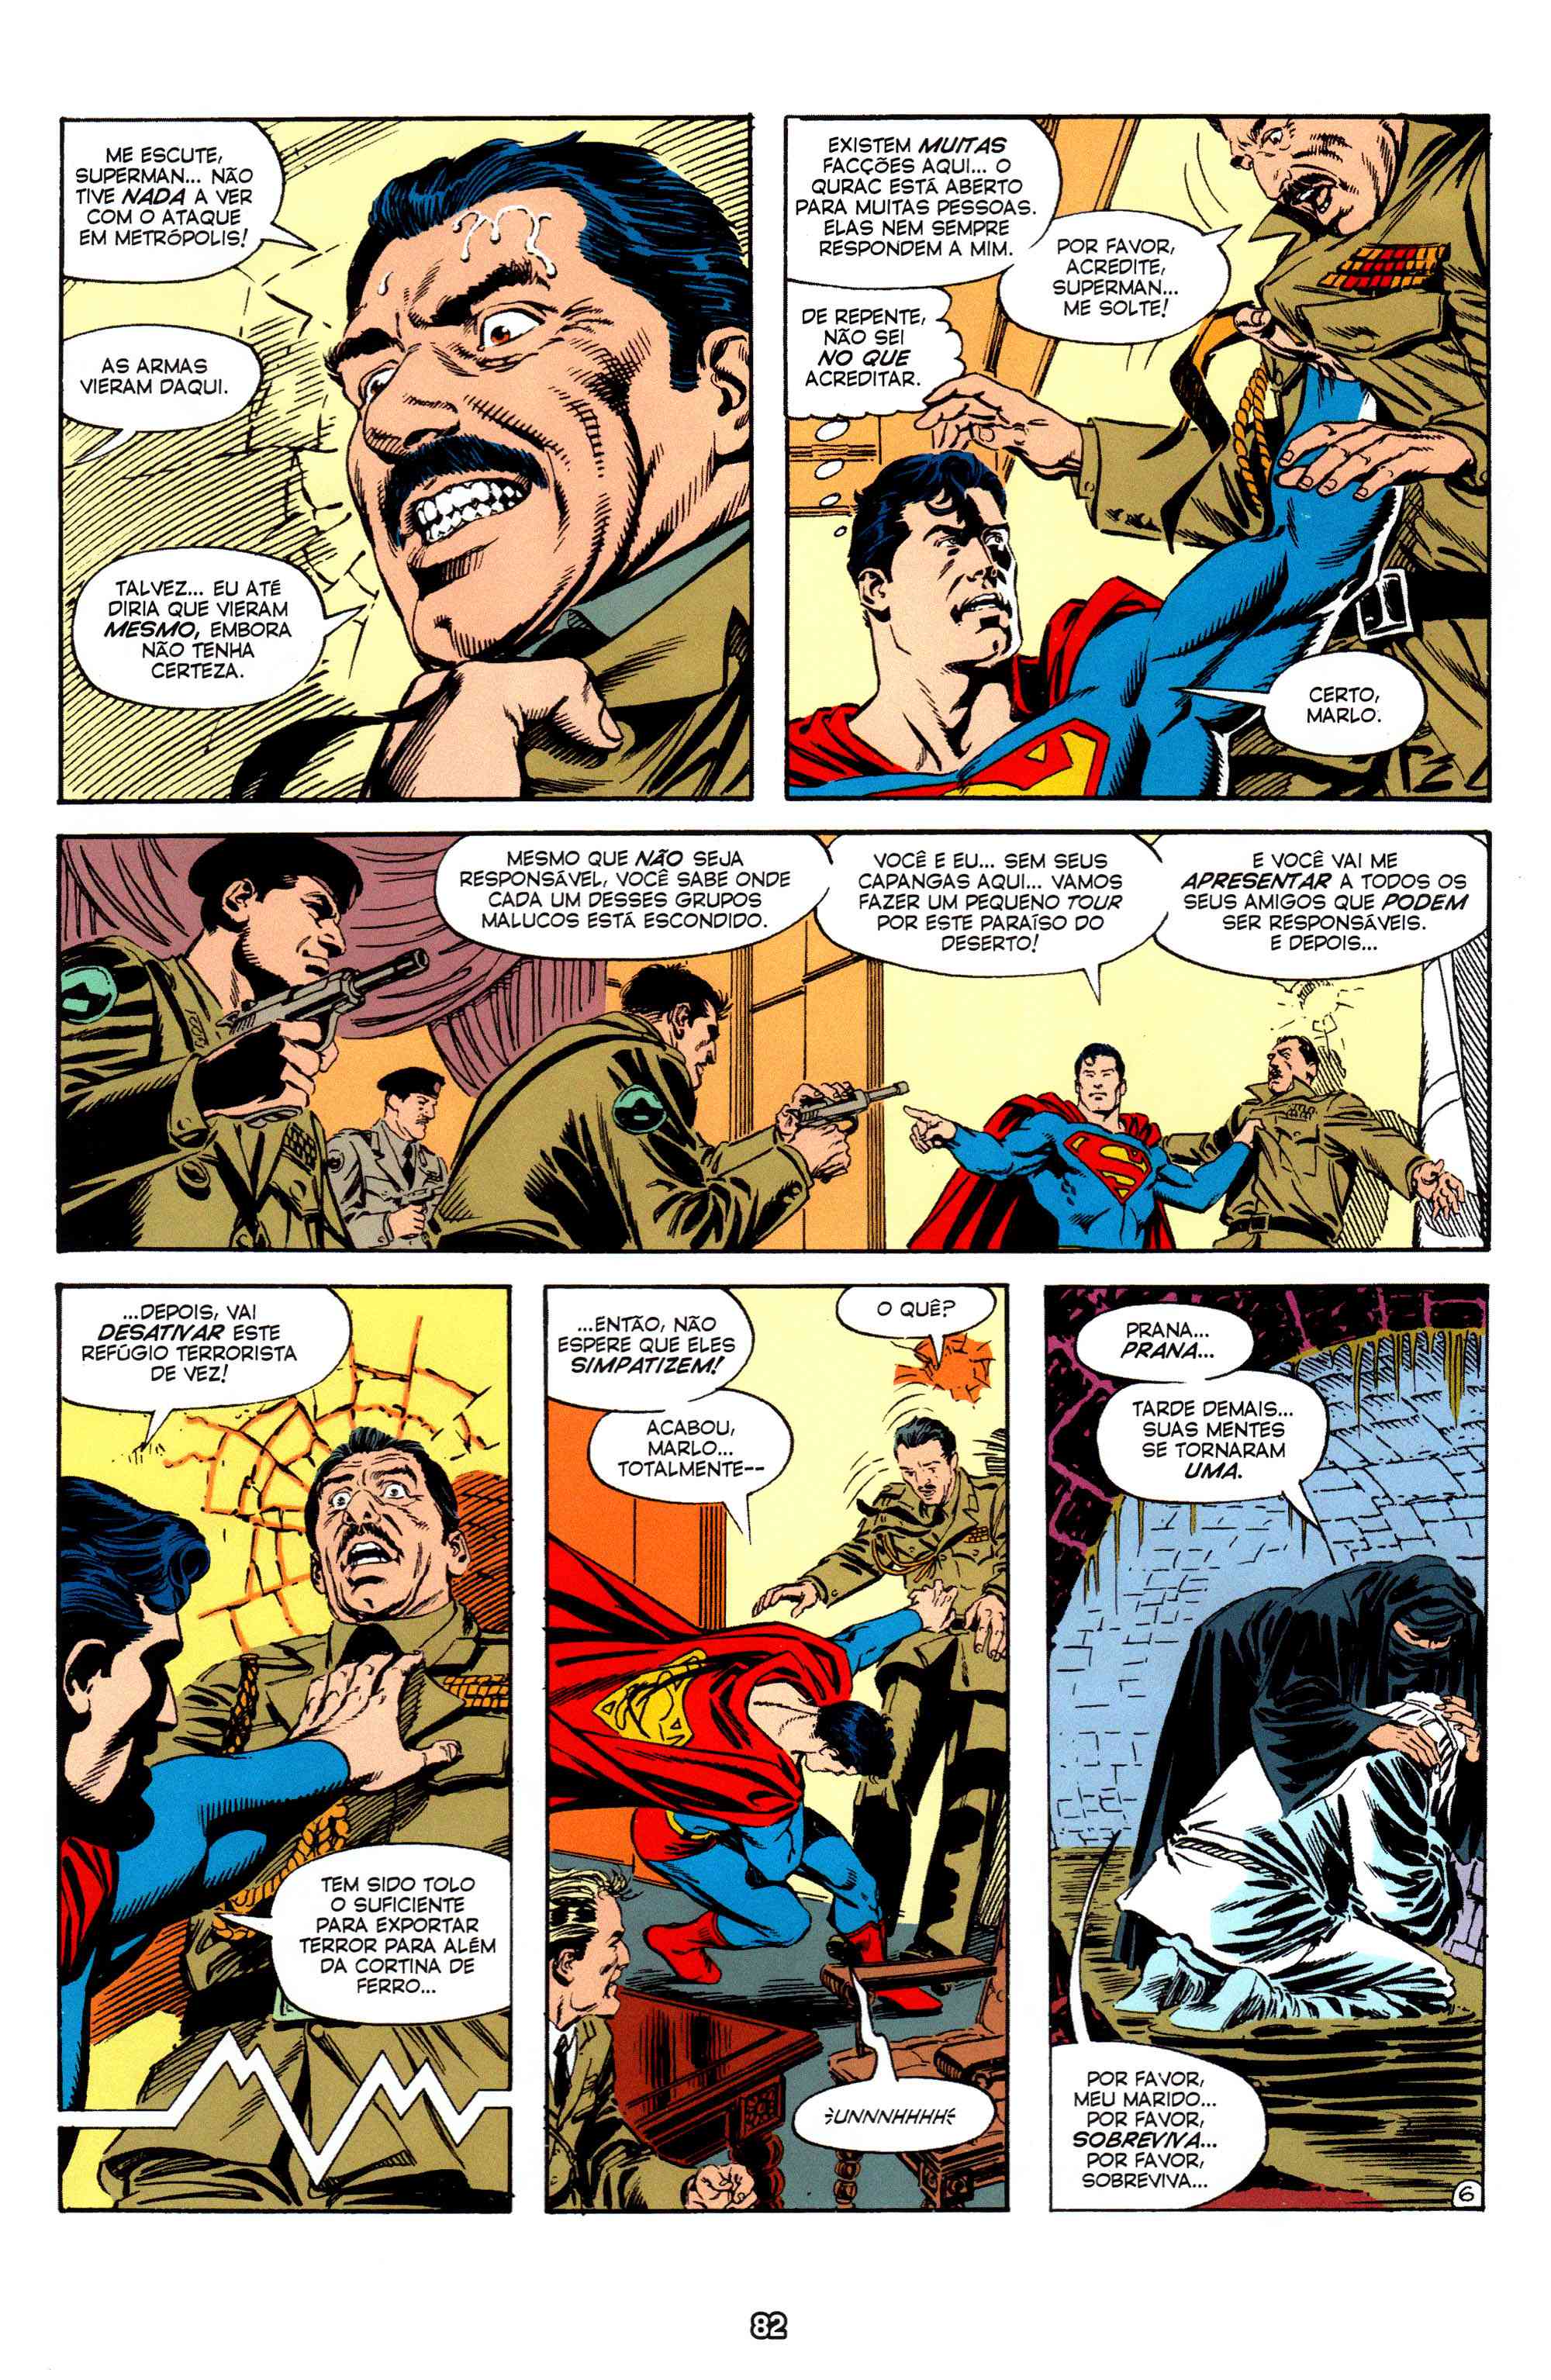 ME ESCUTE,
SUPERMAN... NÃO
TIVE NADA A VER
COM O ATAQUE
EM METRÓPOLIS!
AS ARMAS
VIERAM DAQUI.
TALVEZ... EU ATÉ
DIRIA QUE VIERAM
MESMO, EMBORA
NÃO TENHA
CERTEZA.
EXISTEM MUITAS
FACÇÕES AQUI... O
QURAC ESTÁ ABERTO
PARA MUITAS PESSOAS.
ELAS NEM SEMPRE
RESPONDEM A MIM.
POR FAVOR,
ACREDITE,
SUPERMAN...
ME SOLTE!
DE REPENTE,
NÃO SEI
NO QUE
ACREDITAR.
CERTO,
MARLO.
MESMO QUE NÃO SEJA
RESPONSÁVEL, VOCÊ SABE ONDE
CADA UM DESSES GRUPOS
MALUCOS ESTÁ ESCONDIDO.
VOCÊ E EU... SEM SEUS
CAPANGAS AQUI... VAMOS
FAZER UM PEQUENO TOUR
POR ESTE PARAÍSO DO
DESERTO!
E VOCÊ VAI ME
APRESENTAR A TODOS OS
SEUS AMIGOS QUE PODEM
SER RESPONSÁVEIS.
E DEPOIS...
...DEPOIS, VAI
DESATIVAR ESTE
REFÚGIO TERRORISTA
DE VEZ!
TEM SIDO TOLO
O SUFICIENTE
PARA EXPORTAR
TERROR PARA ALÉM
DA CORTINA DE
FERRO...
...ENTÃO, NÃO
ESPERE QUE ELES
SIMPATIZEM!
ACABOU,
MARLO...
TOTALMENTE--
O QUÊ?
UNNNHHHH
PRANA...
PRANA...
TARDE DEMAIS...
SUAS MENTES
SE TORNARAM
UMA.
POR FAVOR,
MEU MARIDO...
POR FAVOR,
SOBREVIVA...
POR FAVOR,
SOBREVIVA...
6
82